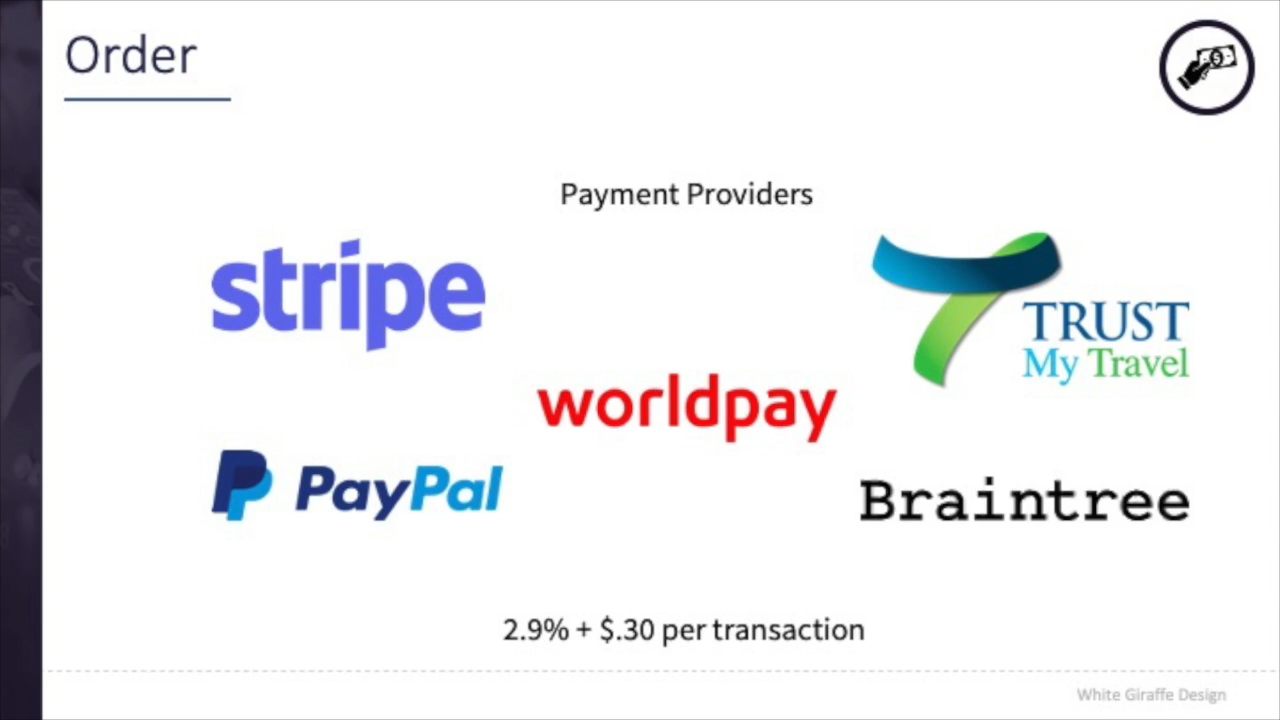 Order
Payment Providers
stripe
TRUST
My Travel
worldpay
PayPal
Braintree
2.9% + $.30 per transaction
White Giraffe Design